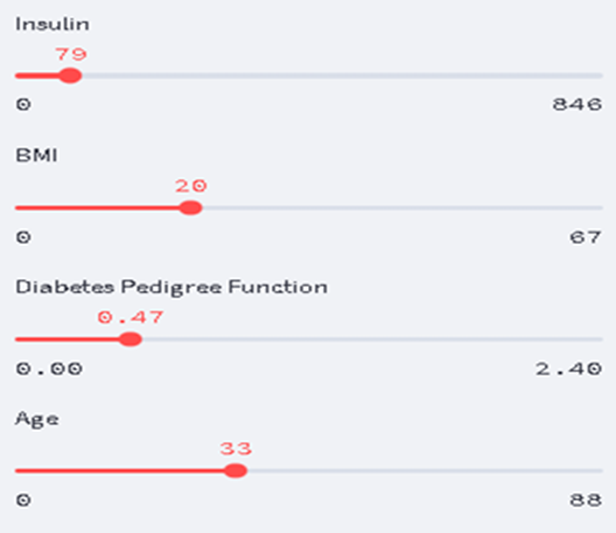 Insulin
79
0 846
BMI
20
0 67
Diabetes Pedigree Function
0.47
0.00 2.40
Age
33
0 88